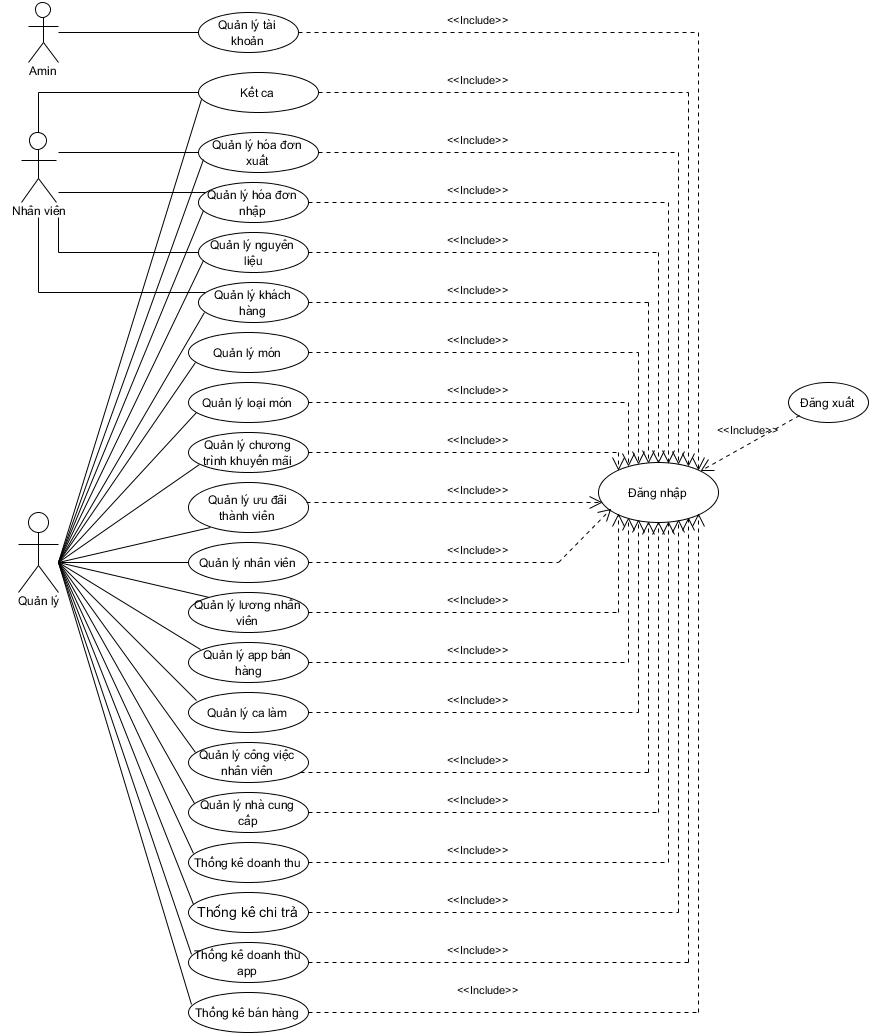 Quản lý tài
khoản
<<Include>>
Amin
Kết ca
<<Include>>
Quản lý hóa đơn
xuất
<<Include>>
Nhân viên
Quản lý hóa đơn
nhập
<<Include>>
Quản lý nguyên
liệu
<<Include>>
Quản lý khách
hàng
<<Include>>
Quản lý món
<<Include>>
Quản lý loại món
<<Include>>
Đăng xuất
<<Include>>
Quản lý chương
trình khuyến mãi
<<Include>>
Quản lý ưu đãi
thành viên
<<Include>>
Đăng nhập
Quản lý nhân viên
<<Include>>
Quản lý
Quản lý lương nhân
viên
<<Include>>
Quản lý app bán
hàng
<<Include>>
Quản lý ca làm
<<Include>>
Quản lý công việc
nhân viên
<<Include>>
Quản lý nhà cung
cấp
<<Include>>
Thống kê doanh thu
<<Include>>
Thống kê chi trả
<<Include>>
Thống kê doanh thu
app
<<Include>>
Thống kê bán hàng
<<Include>>